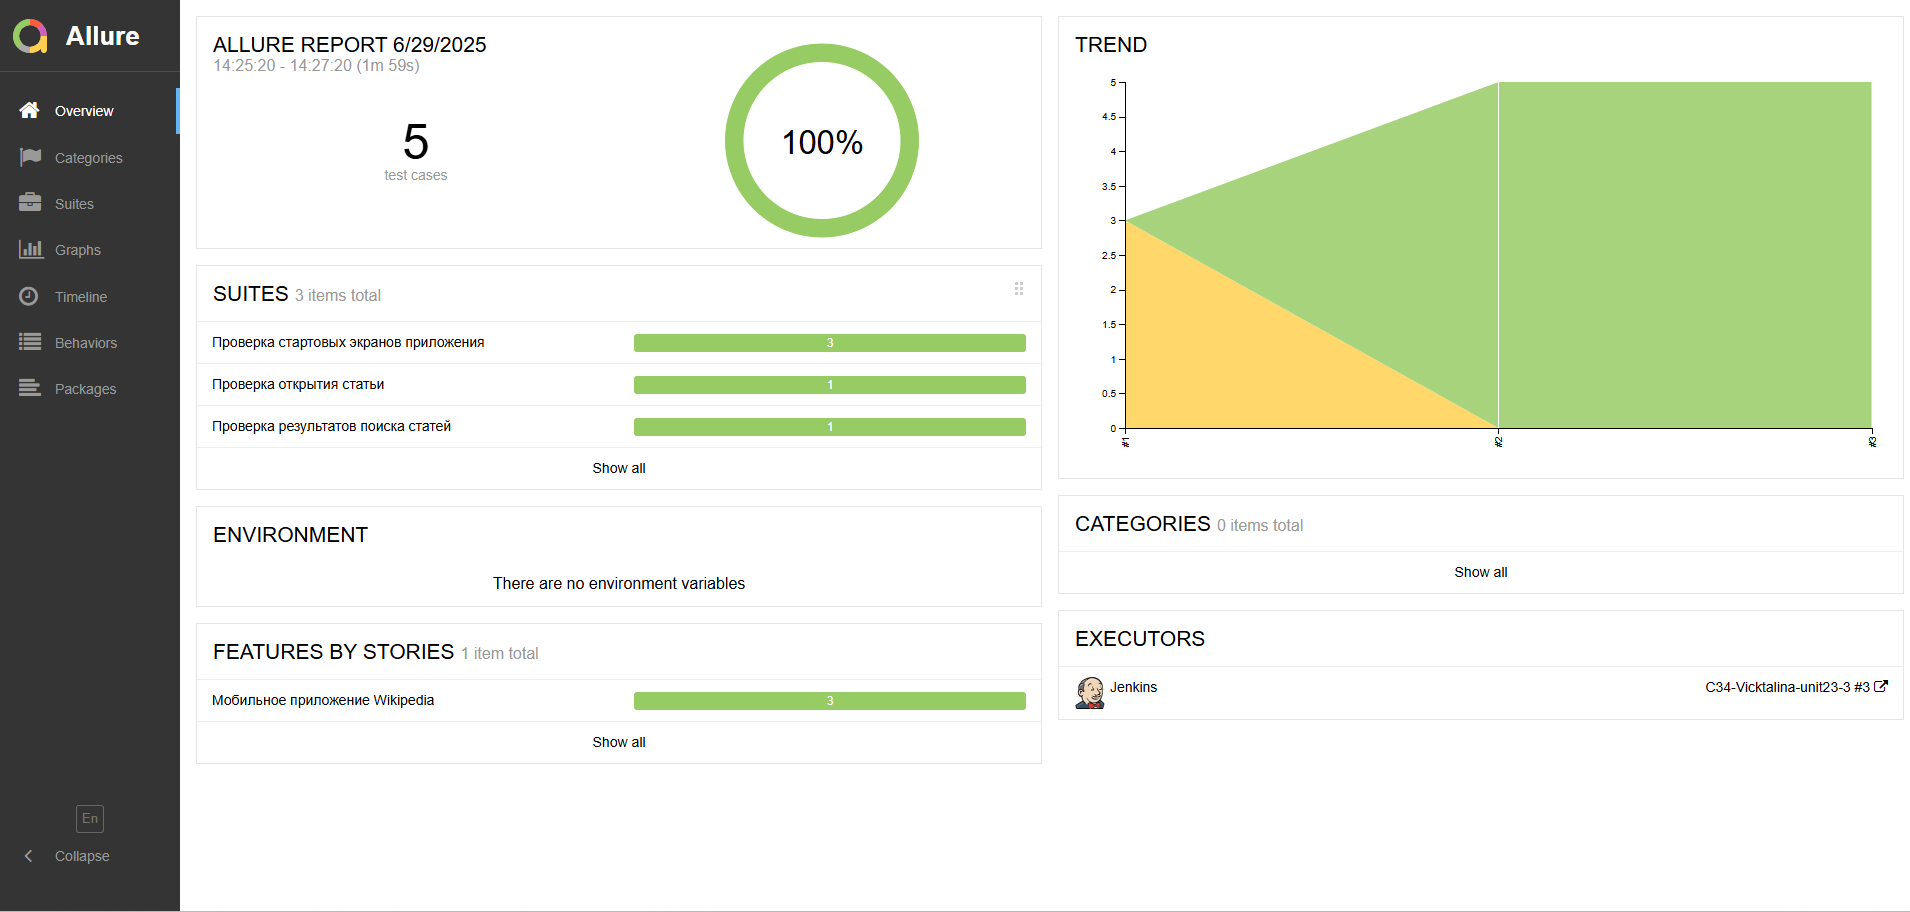 Allure
Overview
Categories
Suites
Graphs
Timeline
Behaviors
Packages
En
Collapse
ALLURE REPORT 6/29/2025
14:25:20 - 14:27:20 (1m 59s)
5
test cases
100%
SUITES 3 items total
Проверка стартовых экранов приложения 3
Проверка открытия статьи 1
Проверка результатов поиска статей 1
Show all
ENVIRONMENT
There are no environment variables
FEATURES BY STORIES 1 item total
Мобильное приложение Wikipedia 3
Show all
TREND
5
4.5
4
3.5
3
2.5
2
1.5
1
0.5
0
#1
#2
#3
CATEGORIES 0 items total
Show all
EXECUTORS
Jenkins C34-Vicktalina-unit23-3 #3